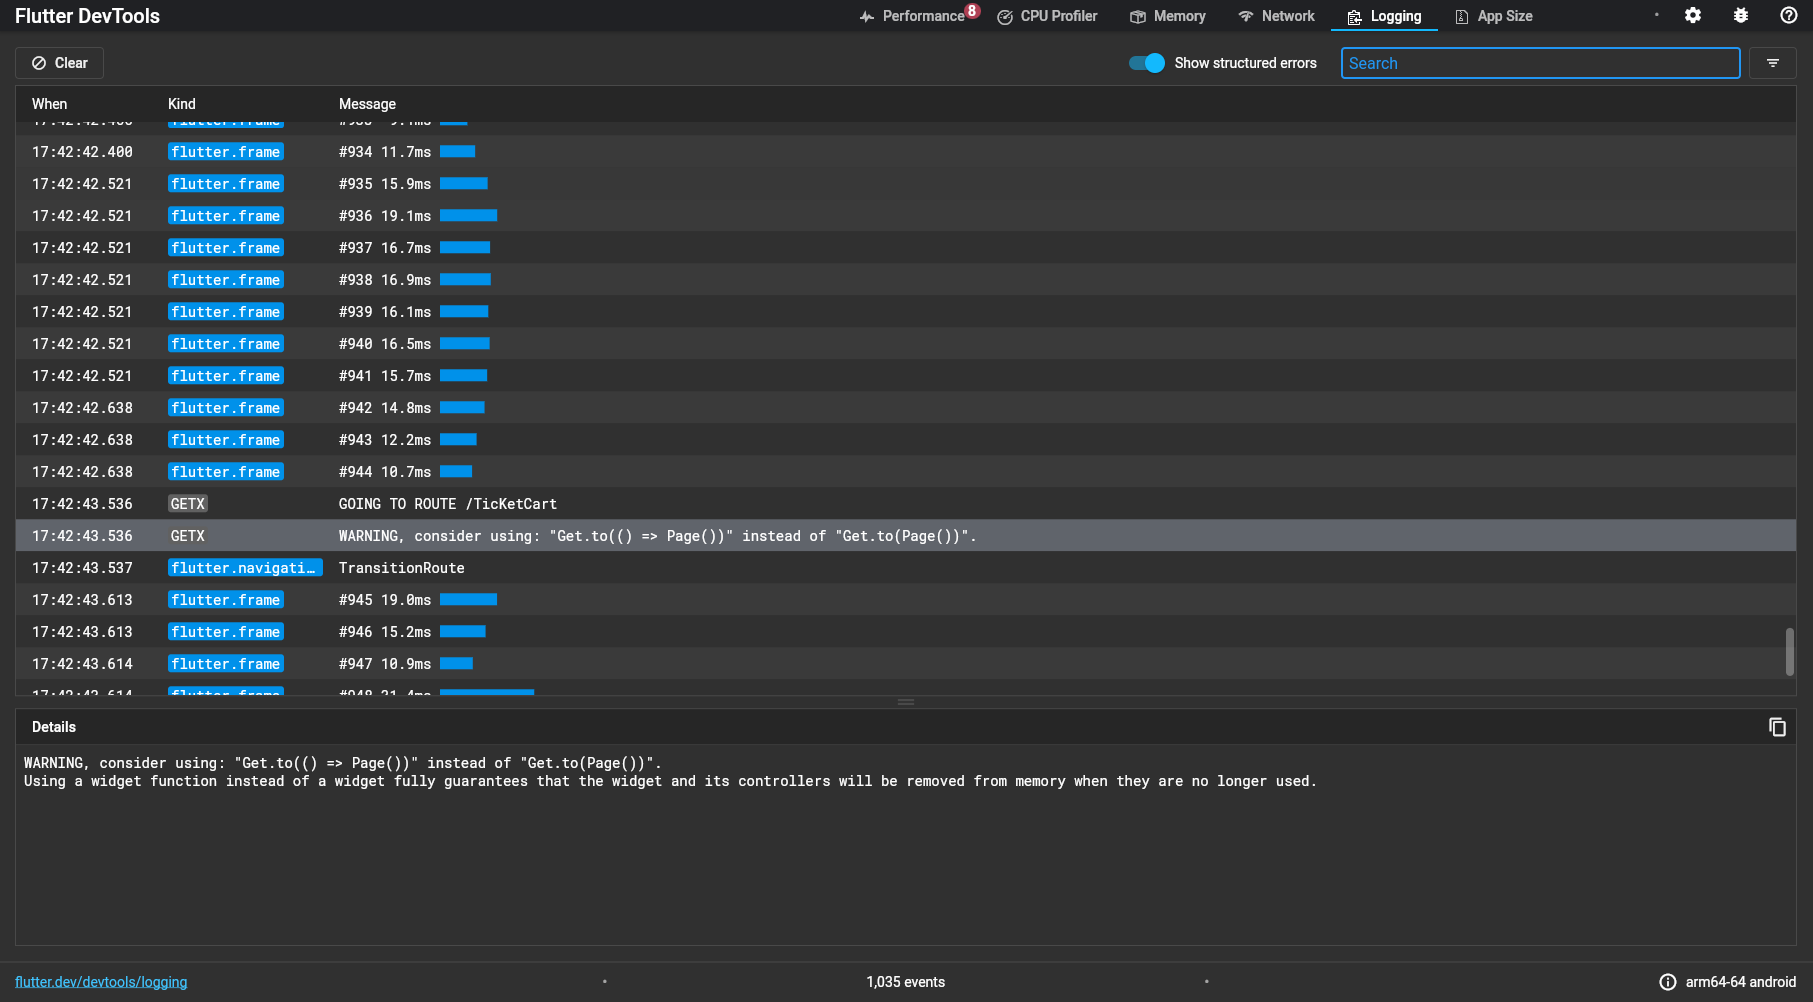 Flutter DevTools
Performance 8 CPU Profiler Memory Network Logging App Size
Clear Show structured errors Search
When Kind Message
17:42:42.400 flutter.frame #934 11.7ms
17:42:42.521 flutter.frame #935 15.9ms
17:42:42.521 flutter.frame #936 19.1ms
17:42:42.521 flutter.frame #937 16.7ms
17:42:42.521 flutter.frame #938 16.9ms
17:42:42.521 flutter.frame #939 16.1ms
17:42:42.521 flutter.frame #940 16.5ms
17:42:42.521 flutter.frame #941 15.7ms
17:42:42.638 flutter.frame #942 14.8ms
17:42:42.638 flutter.frame #943 12.2ms
17:42:42.638 flutter.frame #944 10.7ms
17:42:43.536 GETX GOING TO ROUTE /TicKetCart
17:42:43.536 GETX WARNING, consider using: "Get.to(() => Page())" instead of "Get.to(Page())".
17:42:43.537 flutter.navigati… TransitionRoute
17:42:43.613 flutter.frame #945 19.0ms
17:42:43.613 flutter.frame #946 15.2ms
17:42:43.614 flutter.frame #947 10.9ms
17:42:43.614 flutter.frame #948
Details
WARNING, consider using: "Get.to(() => Page())" instead of "Get.to(Page())".
Using a widget function instead of a widget fully guarantees that the widget and its controllers will be removed from memory when they are no longer used.
flutter.dev/devtools/logging • 1,035 events • arm64-64 android